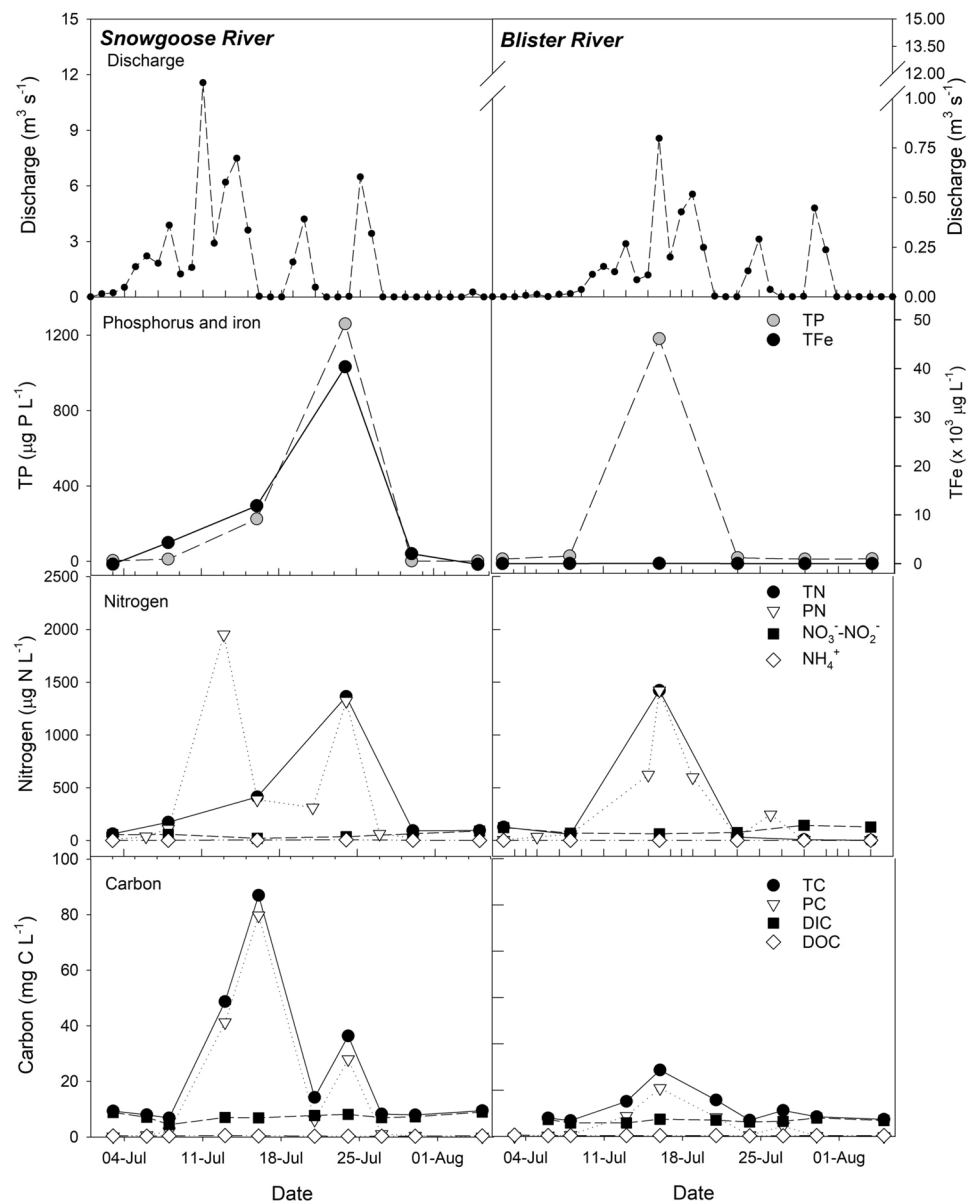 Snowgoose River
Blister River
Discharge
15
12
9
6
3
0
Discharge (m³ s⁻¹)
15.00
13.50
12.00
1.00
0.75
0.50
0.25
0.00
Discharge (m³ s⁻¹)
Phosphorus and iron
1200
800
400
0
TP (µg P L⁻¹)
TP
TFe
50
40
30
20
10
0
TFe (x 10³ µg L⁻¹)
Nitrogen
2500
2000
1500
1000
500
0
Nitrogen (µg N L⁻¹)
TN
PN
NO₃⁻-NO₂⁻
NH₄⁺
Carbon
100
80
60
40
20
0
Carbon (mg C L⁻¹)
TC
PC
DIC
DOC
04-Jul 11-Jul 18-Jul 25-Jul 01-Aug
04-Jul 11-Jul 18-Jul 25-Jul 01-Aug
Date
Date